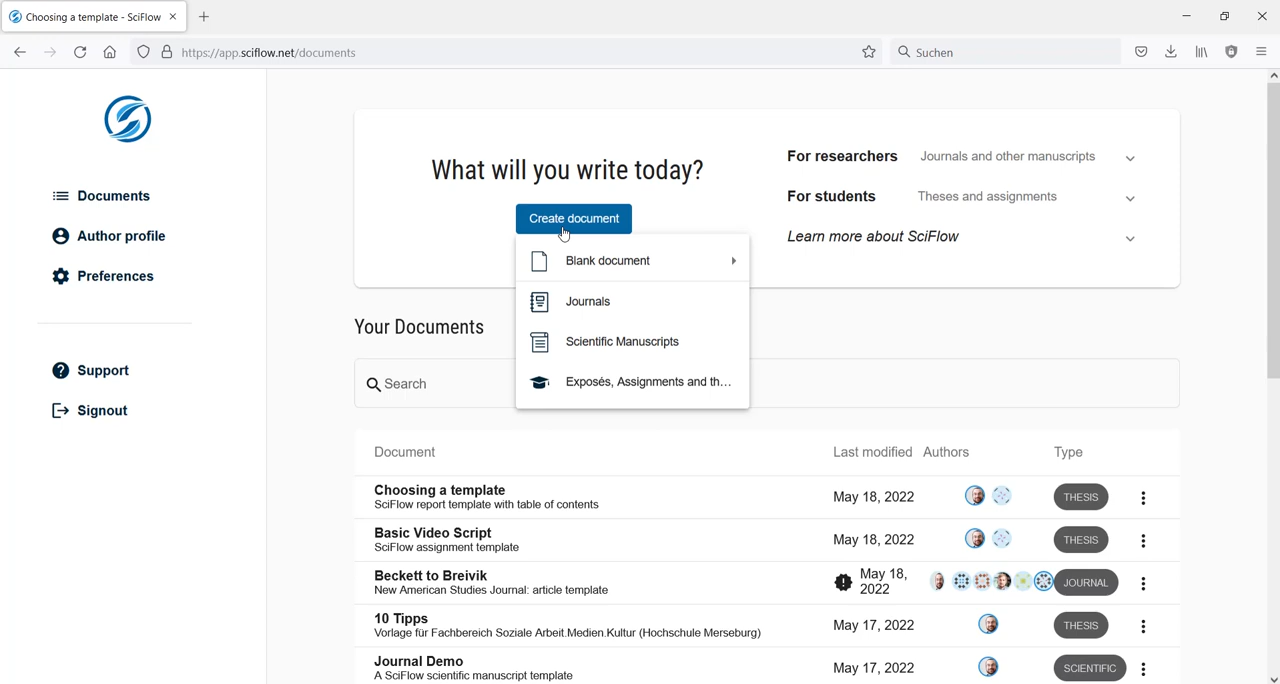 Choosing a template - SciFlow
https://app.sciflow.net/documents
Suchen
Documents
Author profile
Preferences
Support
Signout
What will you write today?
Create document
Blank document
Journals
Scientific Manuscripts
Exposés, Assignments and th...
For researchers Journals and other manuscripts
For students Theses and assignments
Learn more about SciFlow
Your Documents
Search
Document Last modified Authors Type
Choosing a template
SciFlow report template with table of contents
May 18, 2022 THESIS
Basic Video Script
SciFlow assignment template
May 18, 2022 THESIS
Beckett to Breivik
New American Studies Journal: article template
May 18,
2022
JOURNAL
10 Tipps
Vorlage für Fachbereich Soziale Arbeit.Medien.Kultur (Hochschule Merseburg)
May 17, 2022 THESIS
Journal Demo
A SciFlow scientific manuscript template
May 17, 2022 SCIENTIFIC